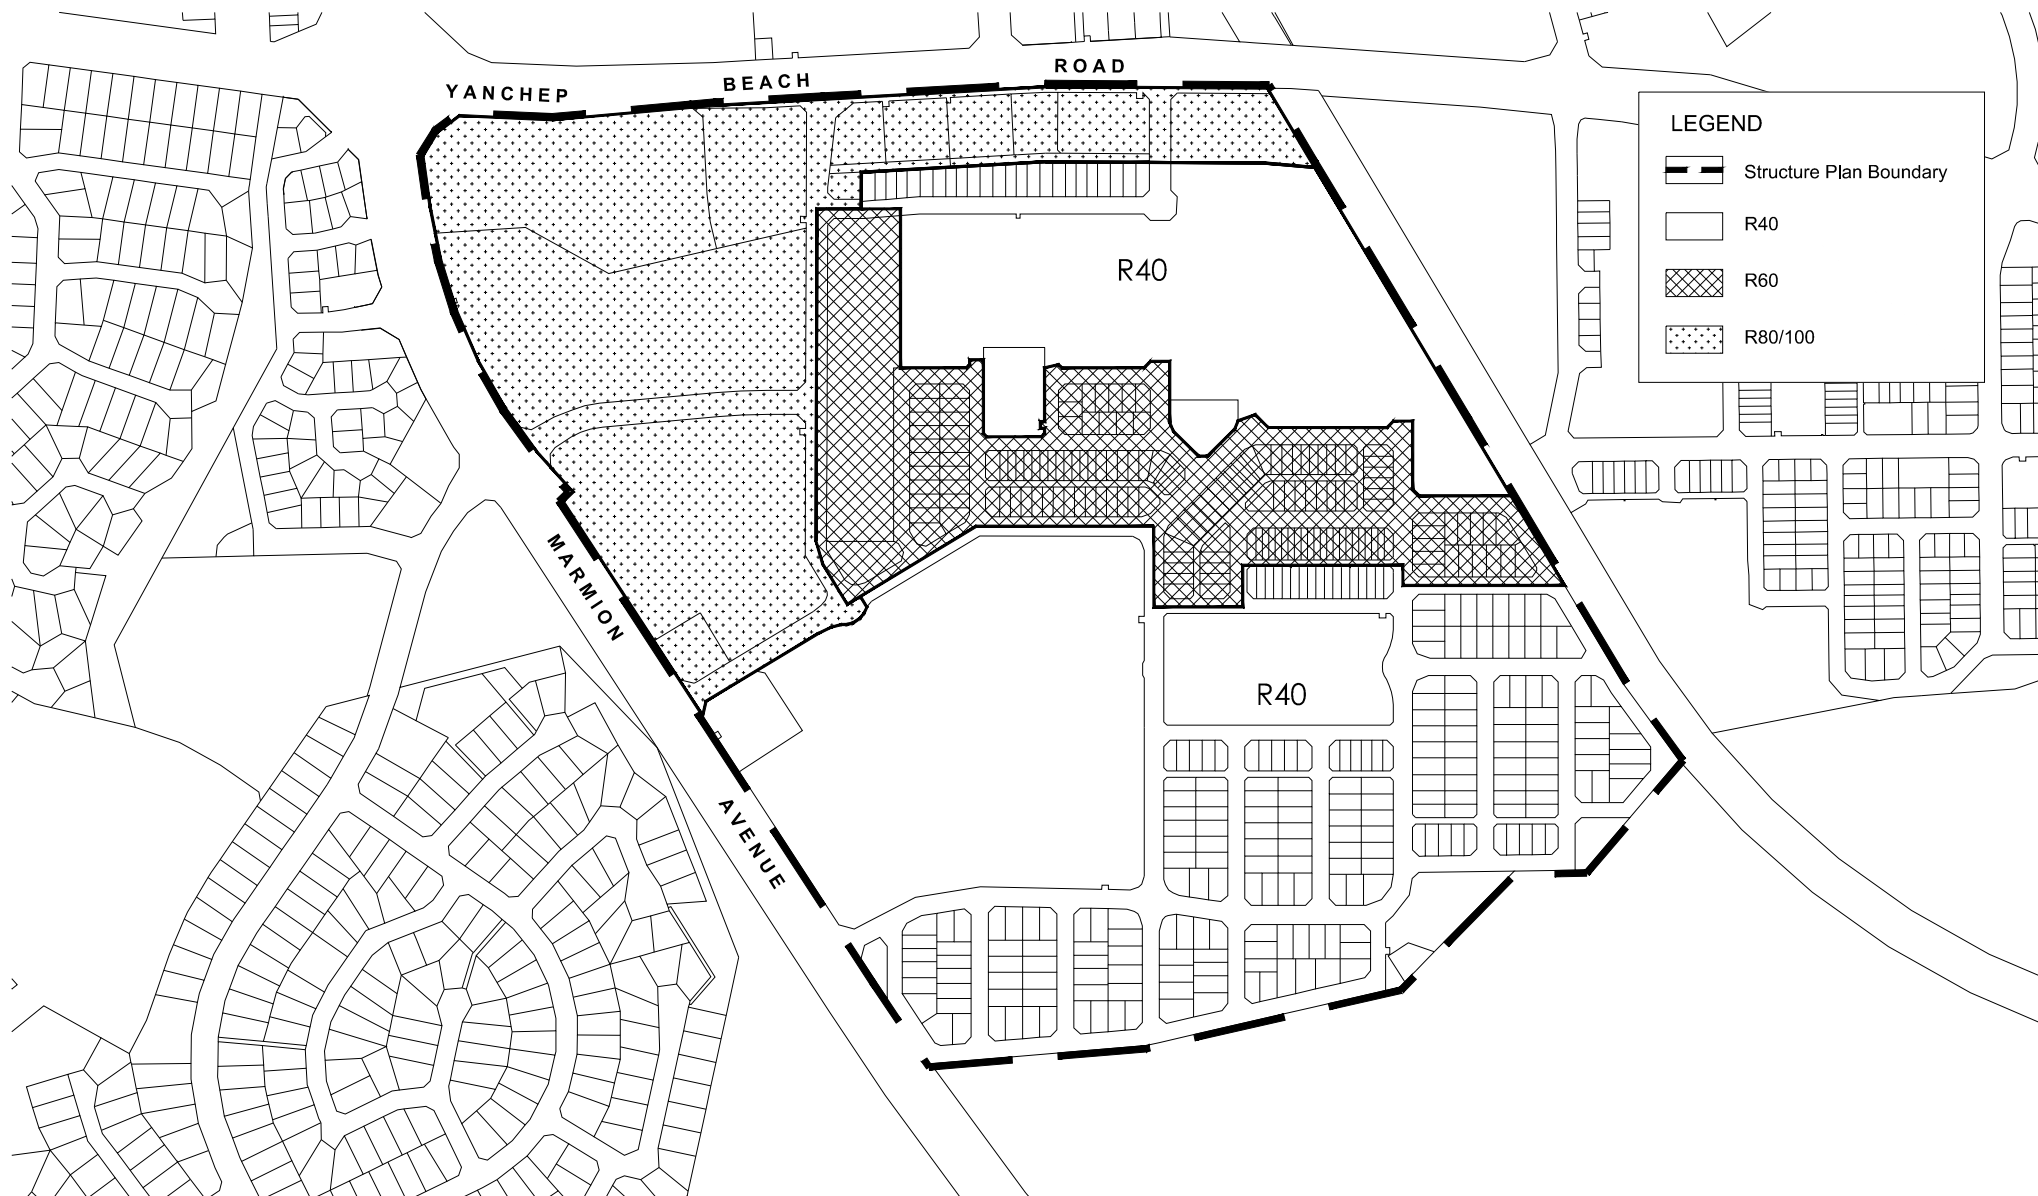 YANCHEP BEACH ROAD
LEGEND
Structure Plan Boundary
R40
R60
R80/100
R40
MARMION AVENUE
R40